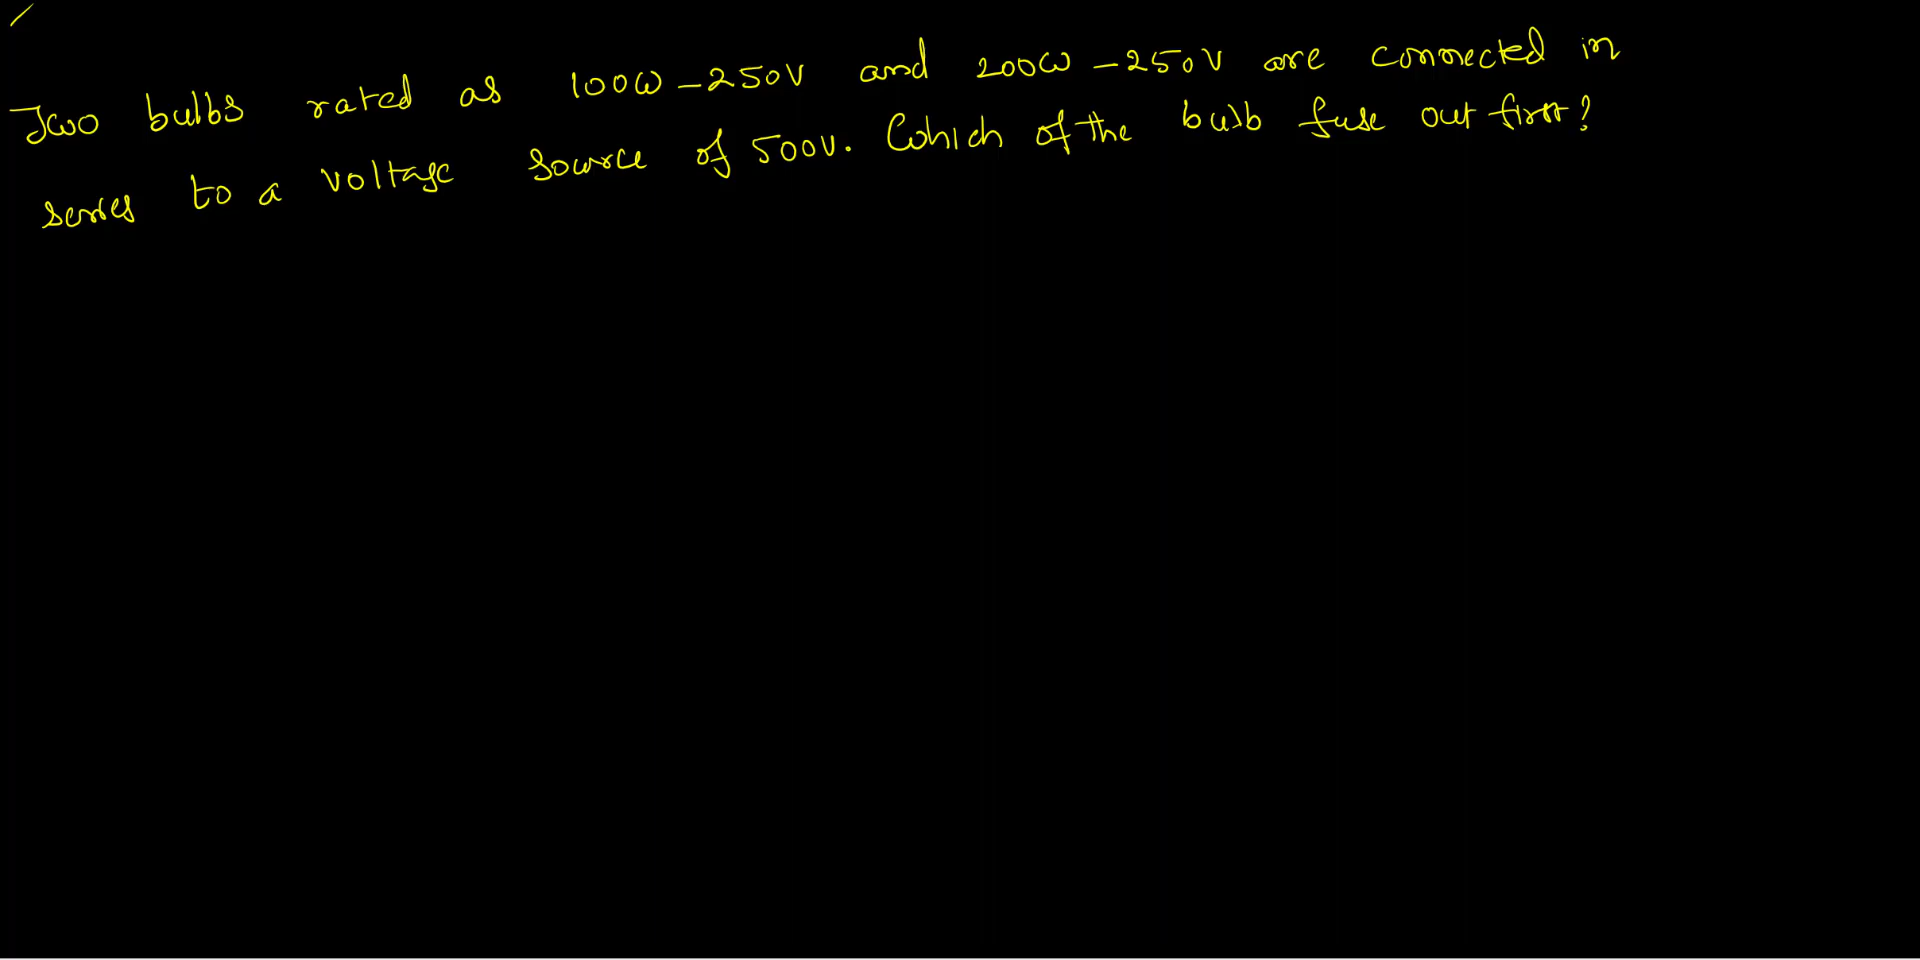 Two bulbs rated as 100W-250V and 200W-250V are connected in
series to a voltage source of 500V. Which of the bulb fuse out first?